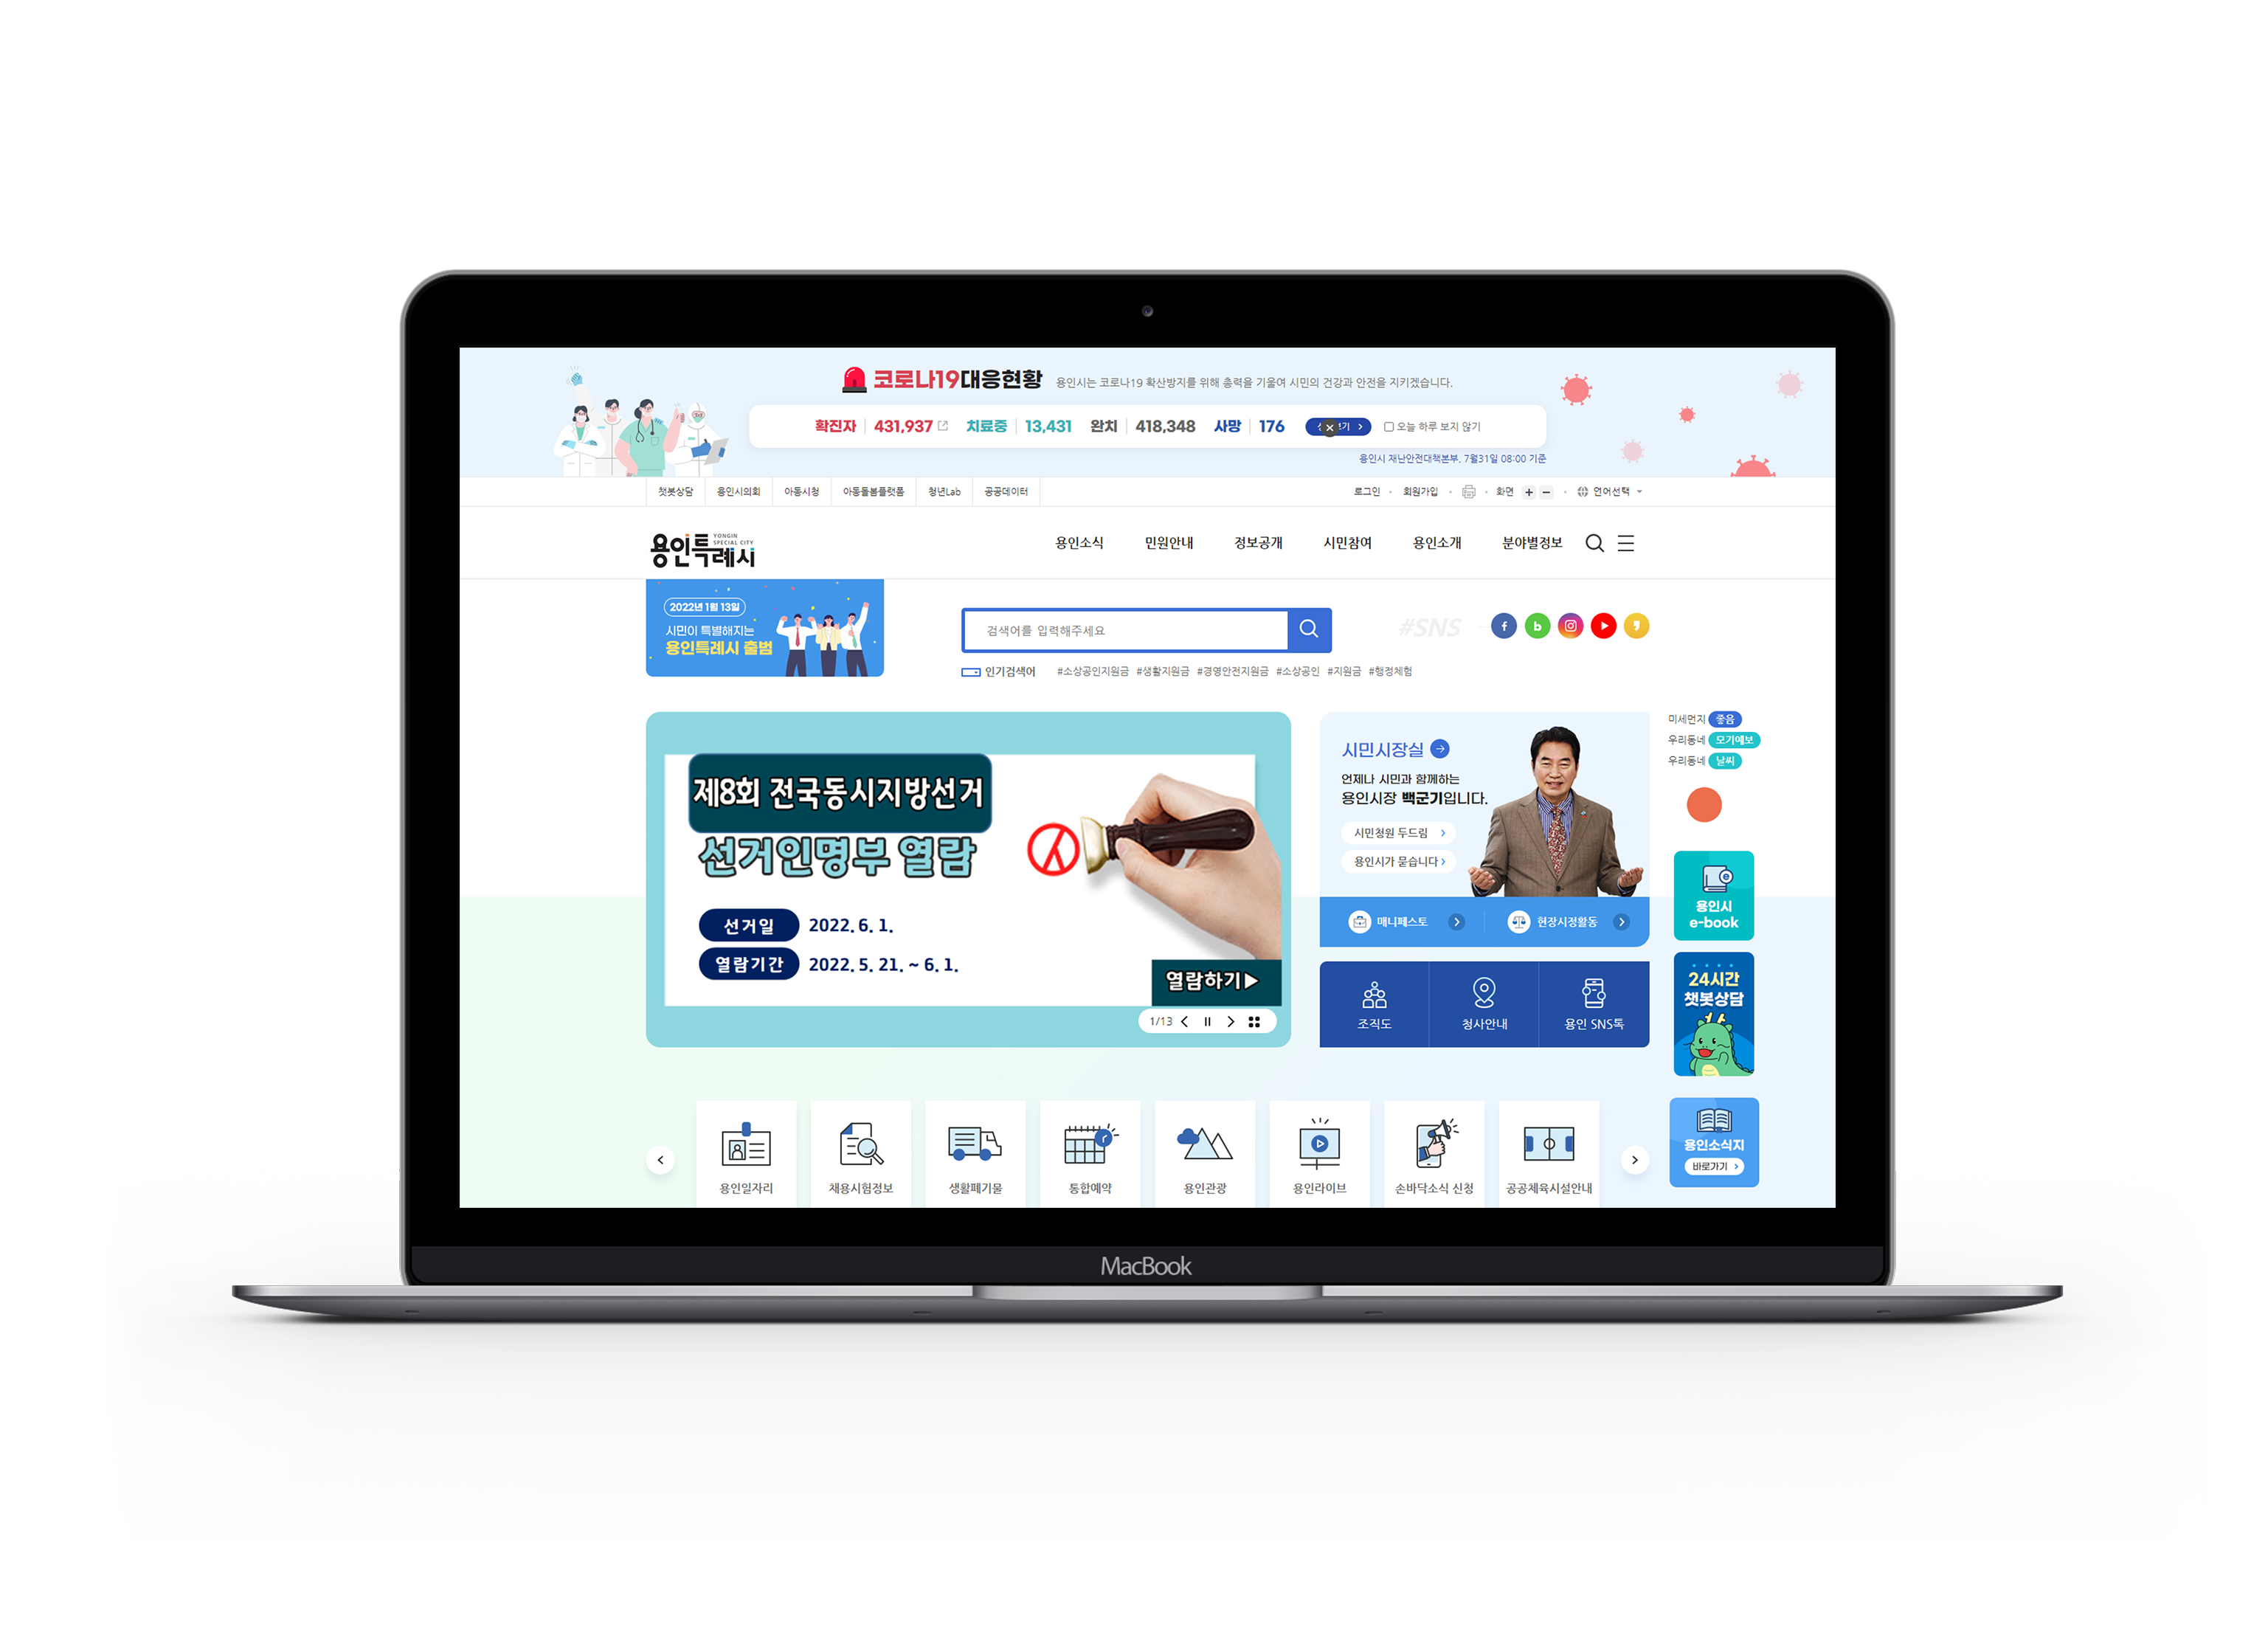 코로나19대응현황 용인시는 코로나19 확산방지를 위해 총력을 기울여 시민의 건강과 안전을 지키겠습니다.
확진자 431,937 치료중 13,431 완치 418,348 사망 176 오늘 하루 보지 않기
용인시 재난안전대책본부, 7월31일 08:00 기준
챗봇상담 용인시의회 아동시청 아동돌봄플랫폼 청년Lab 공공데이터 로그인 회원가입 화면 언어선택
용인특례시 YONGIN SPECIAL CITY
용인소식 민원안내 정보공개 시민참여 용인소개 분야별정보
2022년 1월 13일
시민이 특별해지는
용인특례시 출범
검색어를 입력해주세요
#SNS
인기검색어 #소상공인지원금 #생활지원금 #경영안전지원금 #소상공인 #지원금 #행정체험
제8회 전국동시지방선거
선거인명부 열람
선거일 2022. 6. 1.
열람기간 2022. 5. 21. ~ 6. 1.
열람하기▶
1/13
시민시장실
언제나 시민과 함께하는
용인시장 백군기입니다.
시민청원 두드림
용인시가 묻습니다
매니페스토 현장시정활동
조직도 청사안내 용인 SNS톡
미세먼지 좋음
우리동네 모기예보
우리동네 날씨
용인시
e-book
24시간
챗봇상담
용인소식지
바로가기
용인일자리 채용시험정보 생활폐기물 통합예약 용인관광 용인라이브 손바닥소식 신청 공공체육시설안내
MacBook